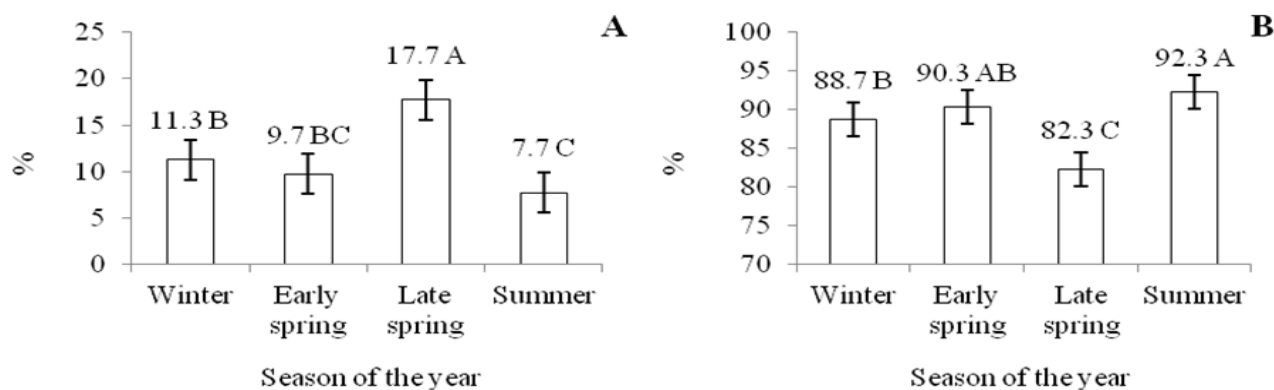 A
25
20
15
10
5
0
%
11.3 B
9.7 BC
17.7 A
7.7 C
Winter
Early
spring
Late
spring
Summer
Season of the year
B
100
95
90
85
80
75
70
%
88.7 B
90.3 AB
82.3 C
92.3 A
Winter
Early
spring
Late
spring
Summer
Season of the year